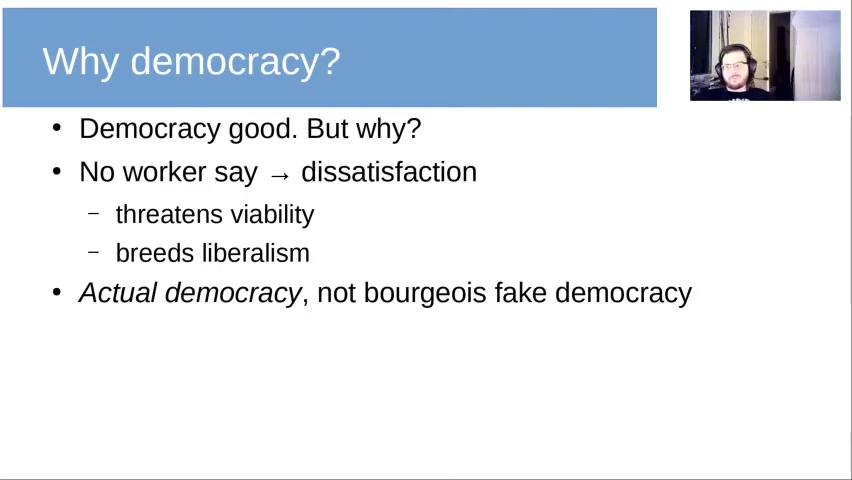 Why democracy?
• Democracy good. But why?
• No worker say → dissatisfaction
– threatens viability
– breeds liberalism
• Actual democracy, not bourgeois fake democracy